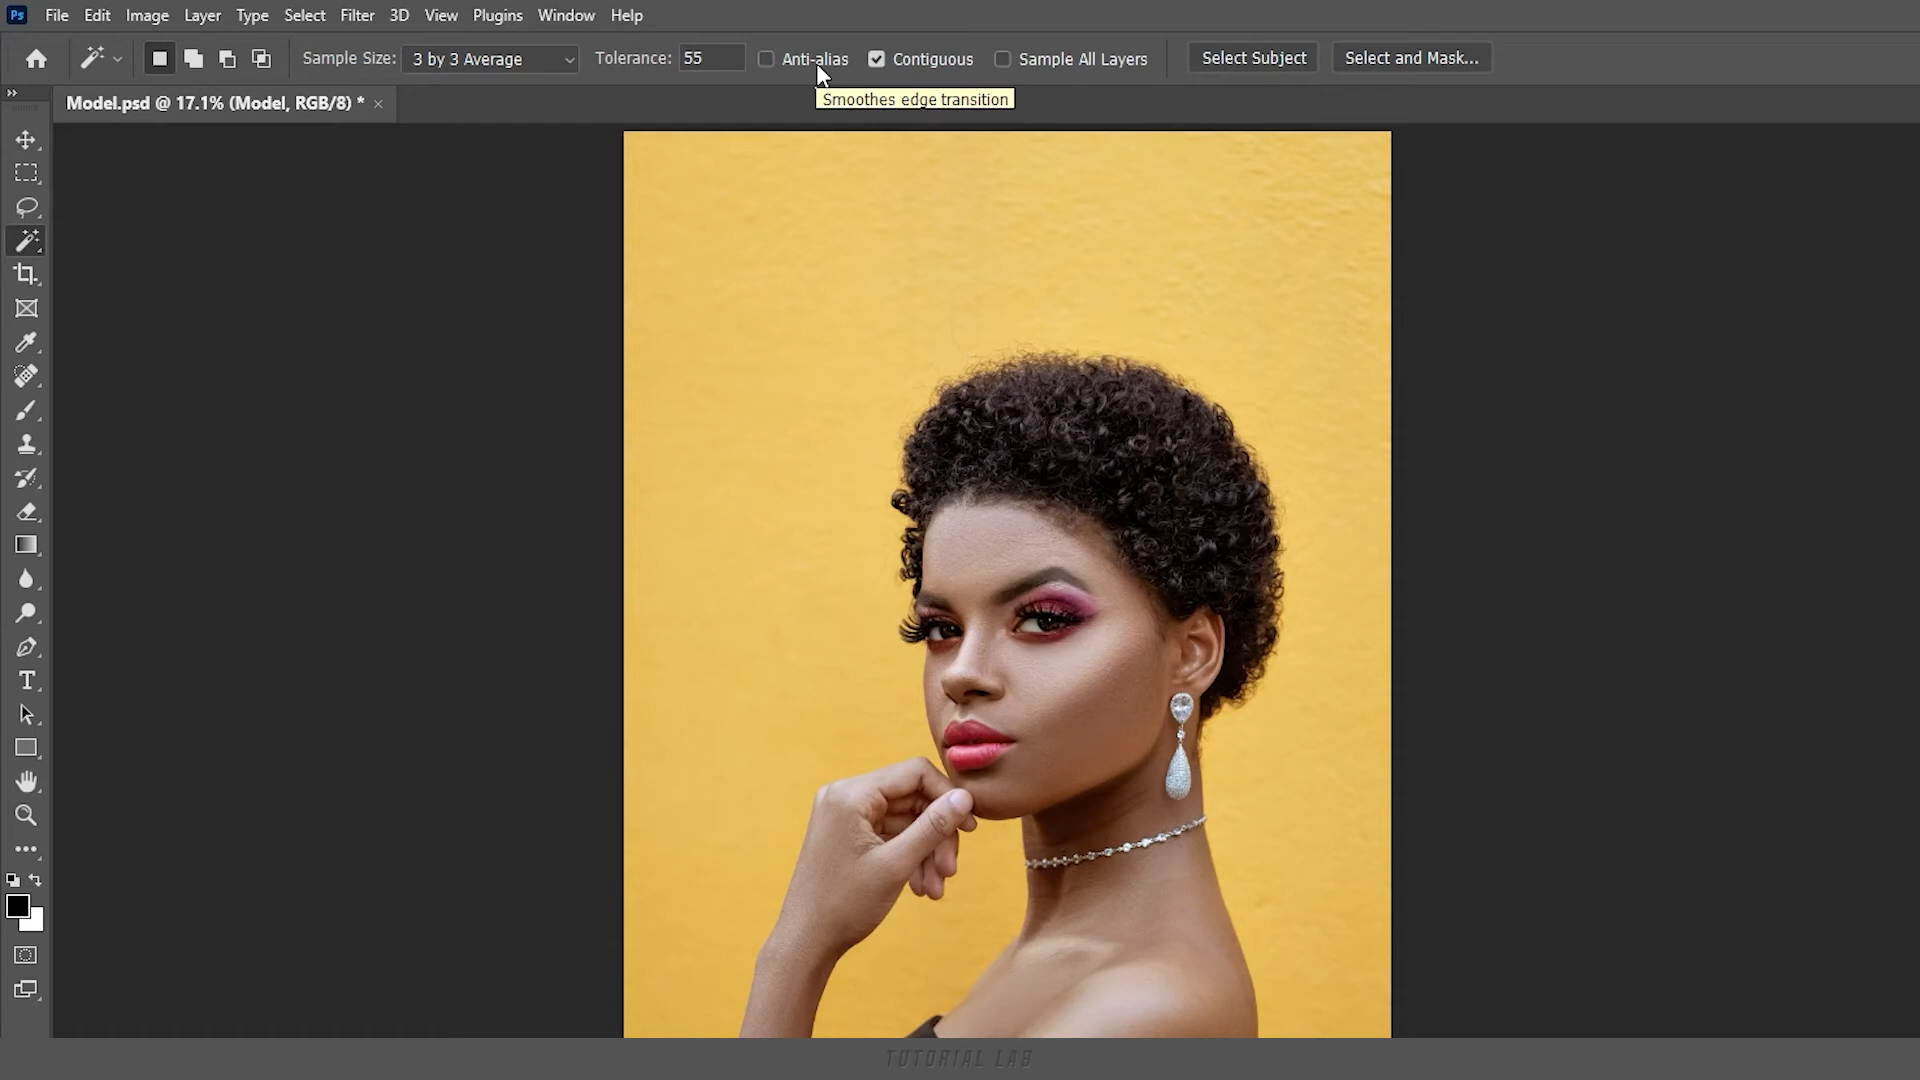 Ps File Edit Image Layer Type Select Filter 3D View Plugins Window Help
Sample Size: 3 by 3 Average Tolerance: 55 Anti-alias Contiguous Sample All Layers Select Subject Select and Mask...
Smoothes edge transition
Model.psd @ 17.1% (Model, RGB/8) *
TUTORIAL LAB